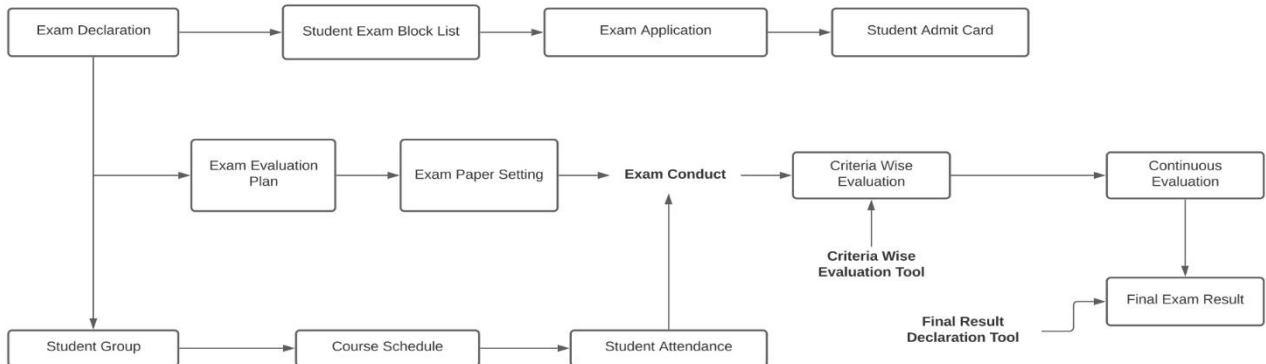 Exam Declaration
Student Exam Block List
Exam Application
Student Admit Card
Exam Evaluation
Plan
Exam Paper Setting
Exam Conduct
Criteria Wise
Evaluation
Continuous
Evaluation
Criteria Wise
Evaluation Tool
Final Exam Result
Final Result
Declaration Tool
Student Group
Course Schedule
Student Attendance